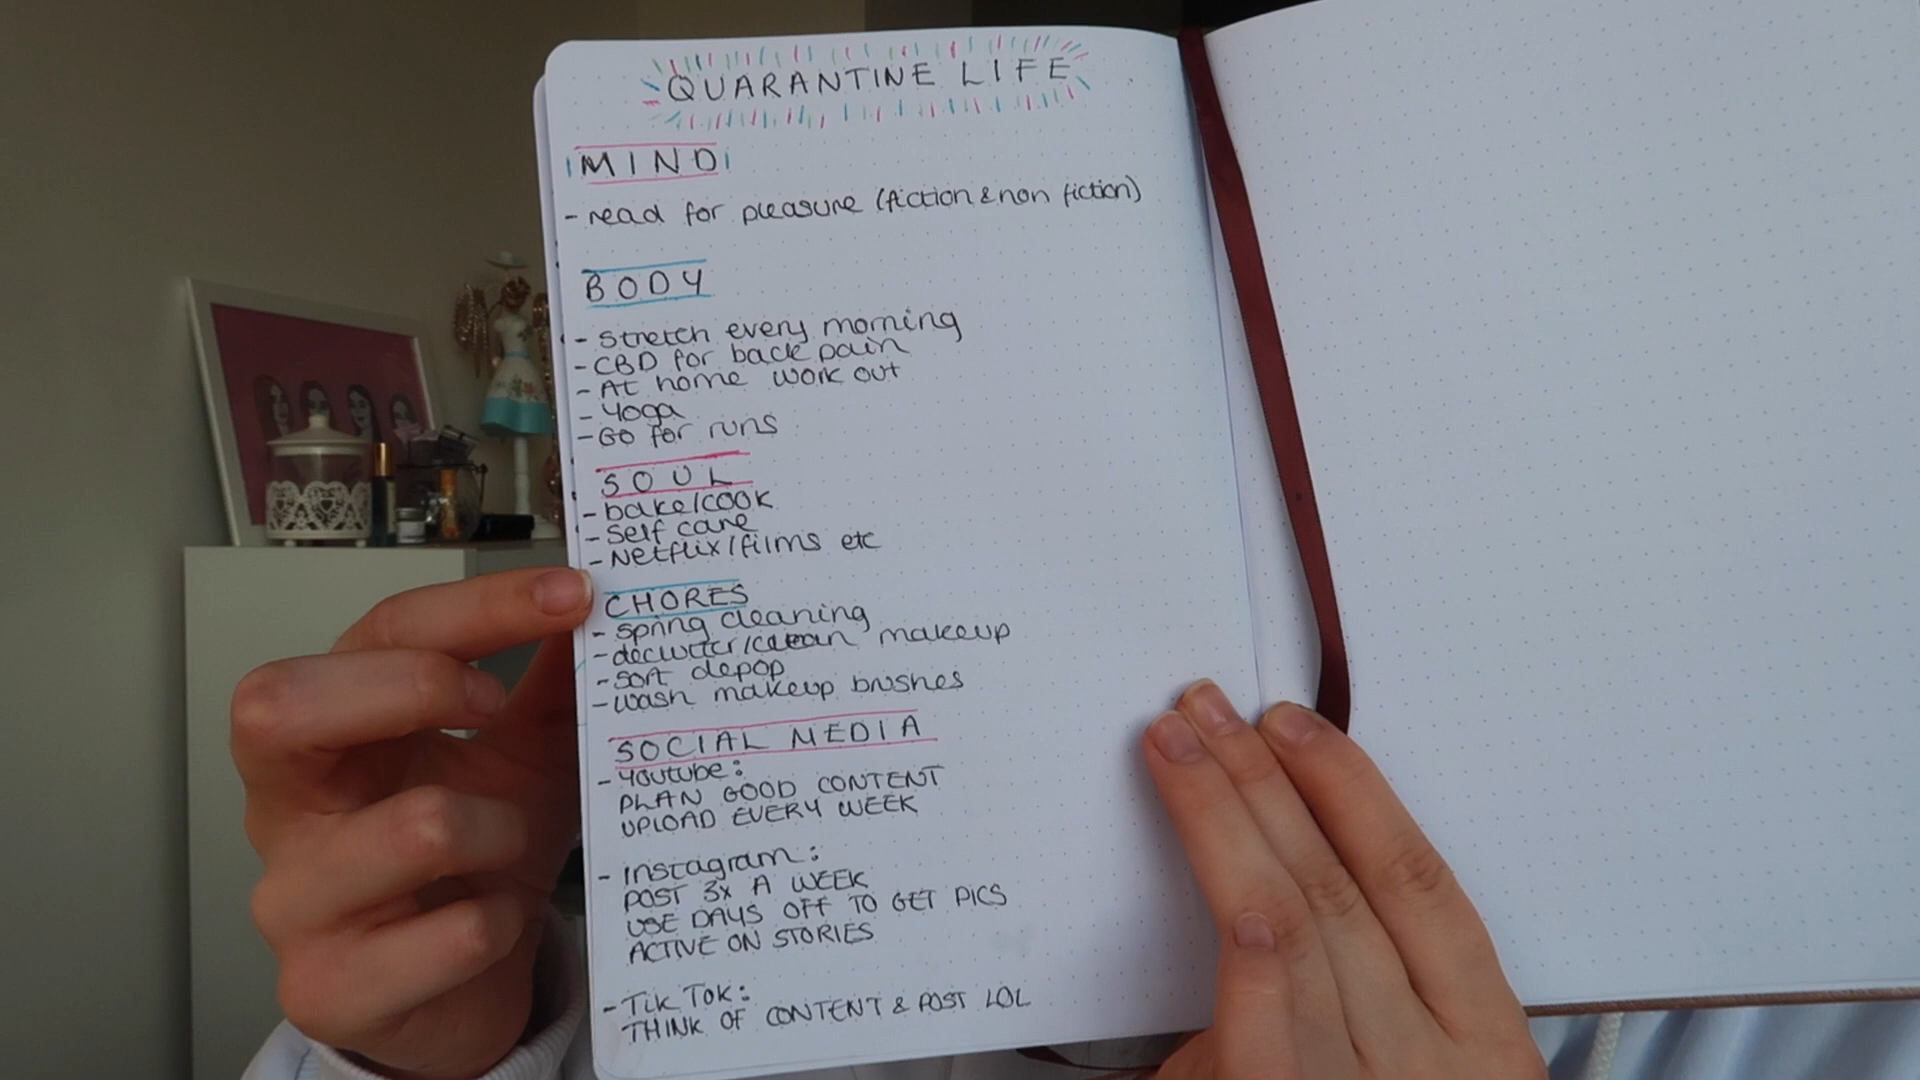 QUARANTINE LIFE
MIND
- read for pleasure (fiction & non fiction)
BODY
- Stretch every morning
- CBD for back pain
- At home work out
- Yoga
- Go for runs
SOUL
- bake/cook
- Self care
- Netflix/films etc
CHORES
- spring cleaning
- declutter/clean makeup
- sort depop
- wash makeup brushes
SOCIAL MEDIA
- Youtube:
PLAN GOOD CONTENT
UPLOAD EVERY WEEK
- Instagram:
POST 3x A WEEK
USE DAYS OFF TO GET PICS
ACTIVE ON STORIES
- Tik Tok:
THINK OF CONTENT & POST LOL